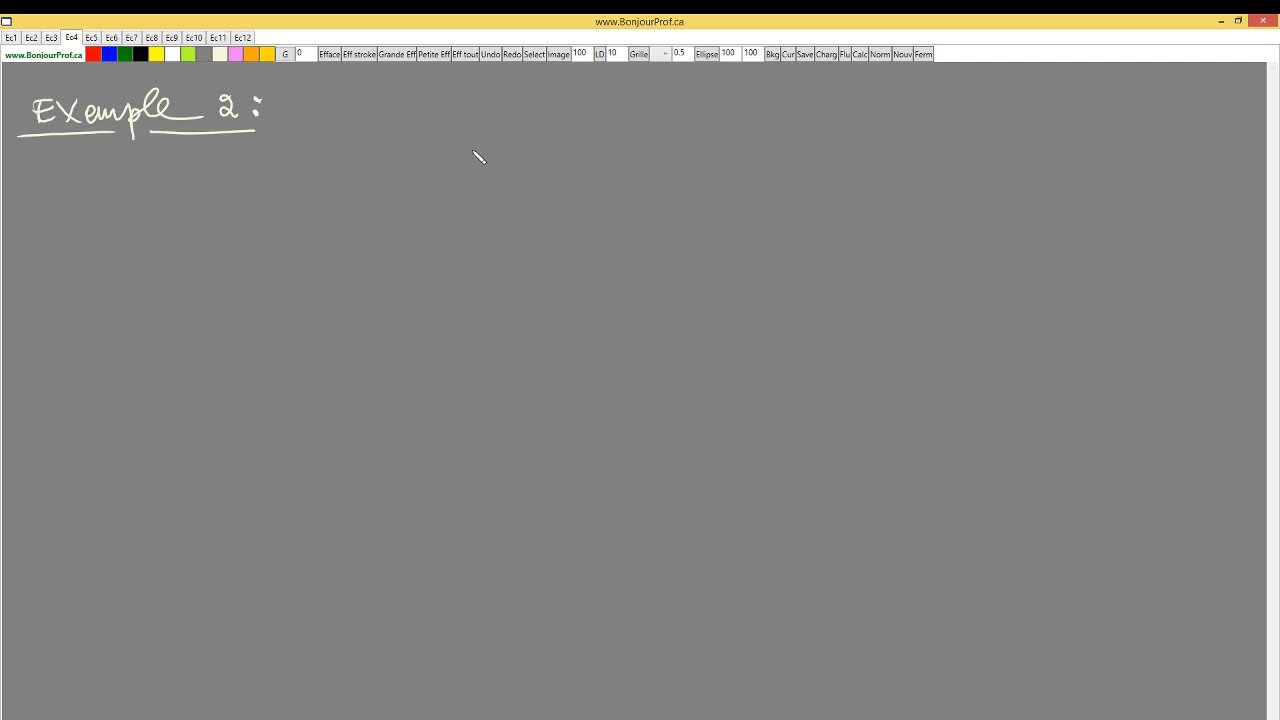 www.BonjourProf.ca
Ec1 Ec2 Ec3 Ec4 Ec5 Ec6 Ec7 Ec8 Ec9 Ec10 Ec11 Ec12
www.BonjourProf.ca G 0 Efface Eff stroke Grande Eff Petite Eff Eff tout Undo Redo Select Image 100 LD 10 Grille 0.5 Ellipse 100 100 Bkg Cur Save Charg Flu Calc Norm Nouv Ferm
Exemple 2 :